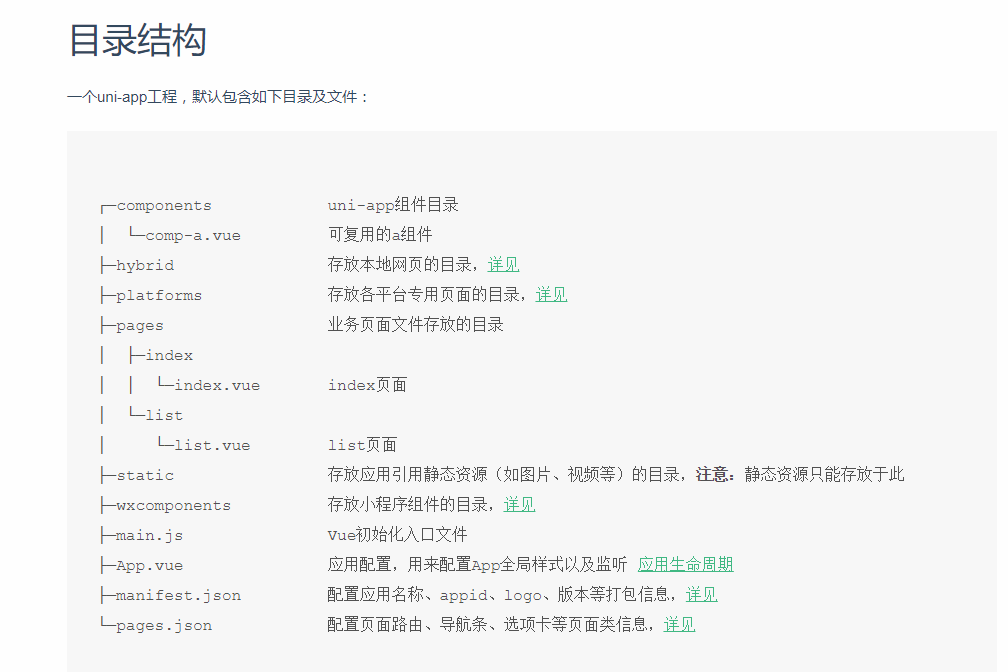 目录结构
一个uni-app工程，默认包含如下目录及文件：
┌─components            uni-app组件目录
│  └─comp-a.vue         可复用的a组件
├─hybrid                存放本地网页的目录，详见
├─platforms             存放各平台专用页面的目录，详见
├─pages                 业务页面文件存放的目录
│  ├─index
│  │  └─index.vue       index页面
│  └─list
│     └─list.vue        list页面
├─static                存放应用引用静态资源（如图片、视频等）的目录，注意：静态资源只能存放于此
├─wxcomponents          存放小程序组件的目录，详见
├─main.js               Vue初始化入口文件
├─App.vue               应用配置，用来配置App全局样式以及监听 应用生命周期
├─manifest.json         配置应用名称、appid、logo、版本等打包信息，详见
└─pages.json            配置页面路由、导航条、选项卡等页面类信息，详见